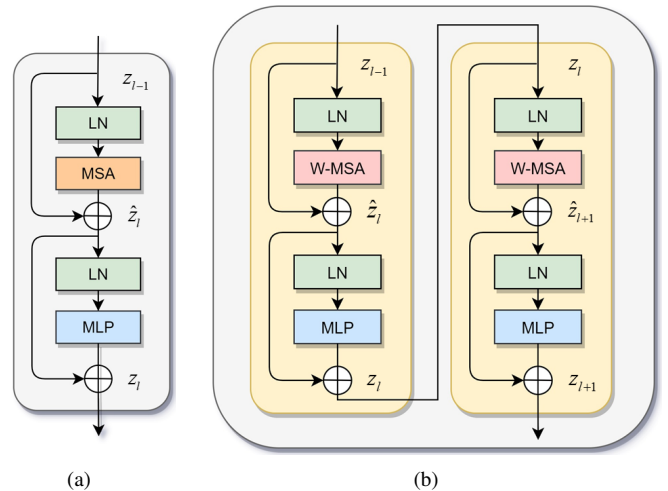 z_{l-1}
LN
MSA
ẑ_l
LN
MLP
z_l
(a)
z_{l-1}
LN
W-MSA
ẑ_l
LN
MLP
z_l
z_l
LN
W-MSA
ẑ_{l+1}
LN
MLP
z_{l+1}
(b)